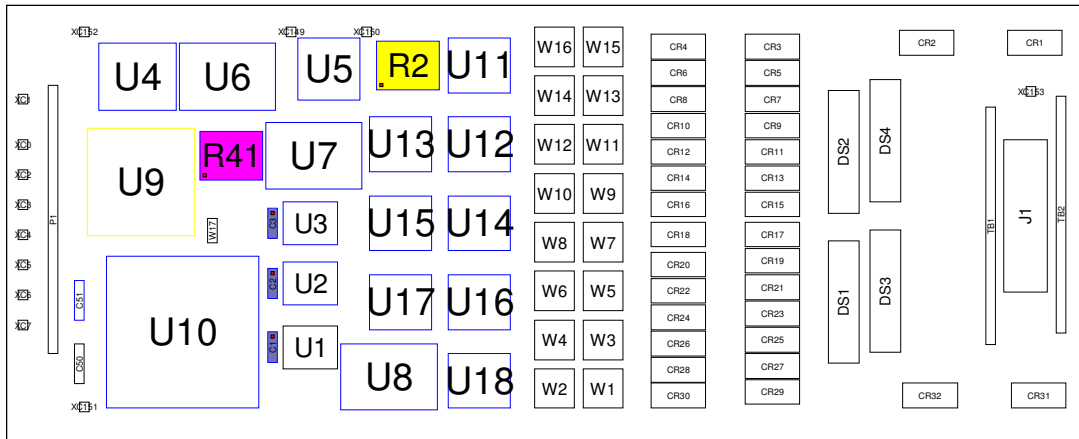 XC152
XC149
XC150
U4
U6
U5
R2
U11
W16
W15
CR4
CR3
CR2
CR1
CR6
CR5
XC1
W14
W13
CR8
CR7
XC153
U13
U12
CR10
CR9
XC0
R41
U7
W12
W11
CR12
CR11
DS2
DS4
XC2
U9
CR14
CR13
W10
W9
XC3
CR16
CR15
J1
TB2
P1
W17
C3
U3
U15
U14
TB1
XC4
W8
W7
CR18
CR17
XC5
CR20
CR19
C2
U2
XC6
C51
W6
W5
CR22
CR21
U17
U16
DS1
DS3
XC7
U10
CR24
CR23
C1
U1
W4
W3
CR26
CR25
C50
U8
CR28
CR27
U18
W2
W1
CR30
CR29
CR32
CR31
XC151